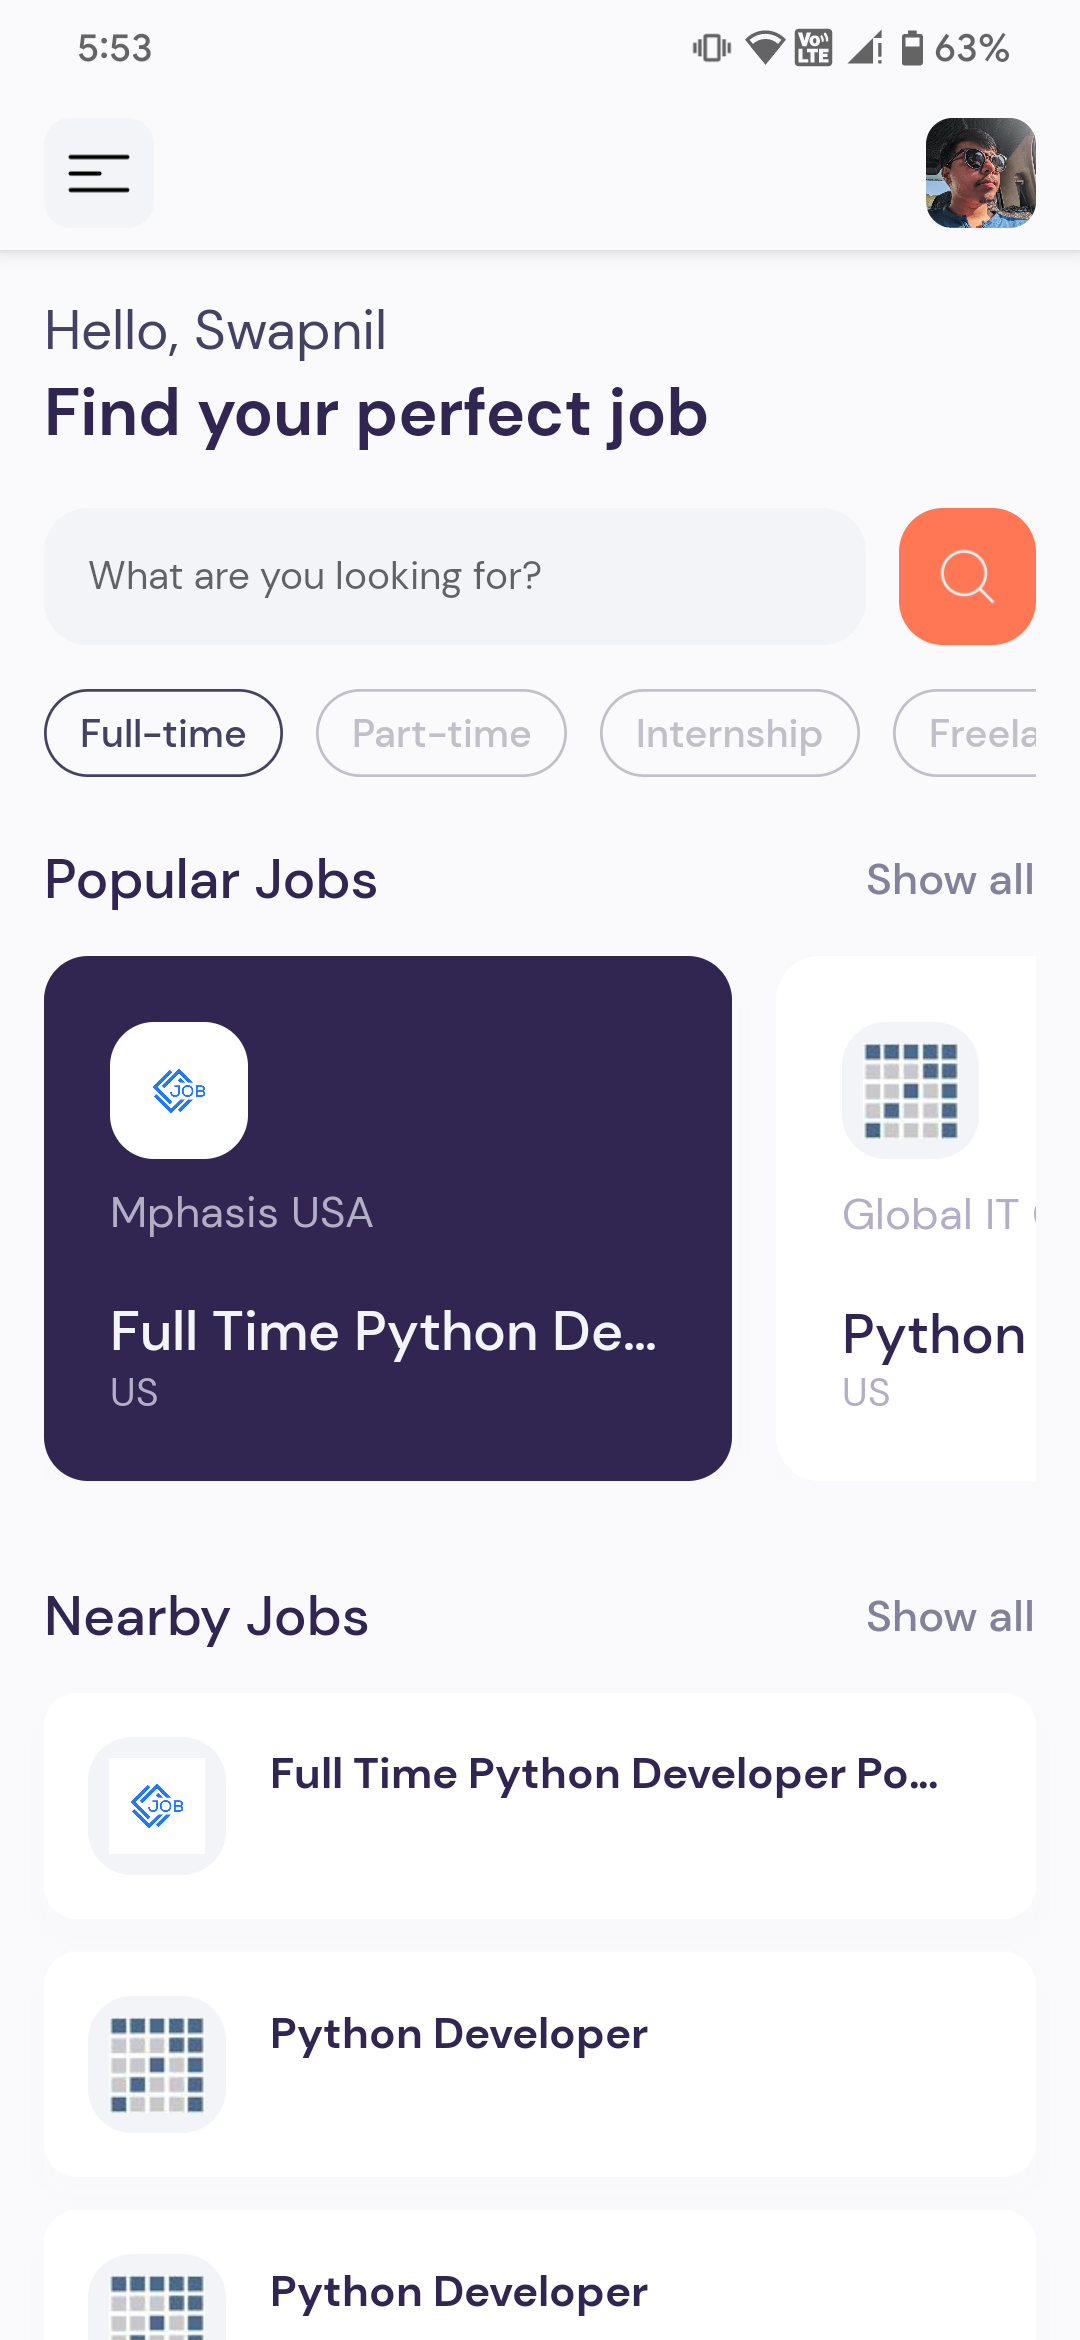 5:53
Vo)) LTE
63%
Hello, Swapnil
Find your perfect job
What are you looking for?
Full-time
Part-time
Internship
Freela
Popular Jobs
Show all
JOB
Mphasis USA
Full Time Python De...
US
Global IT
Python
US
Nearby Jobs
Show all
JOB
Full Time Python Developer Po...
Python Developer
Python Developer